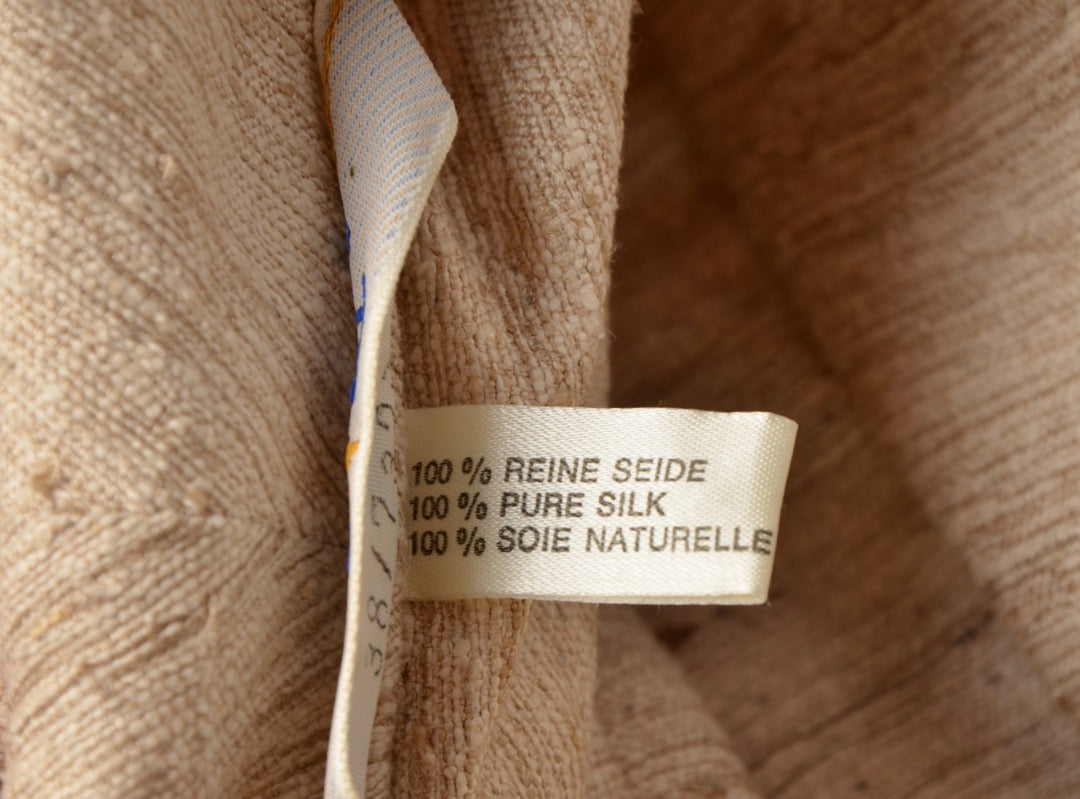 100 % REINE SEIDE
100 % PURE SILK
100 % SOIE NATURELLE